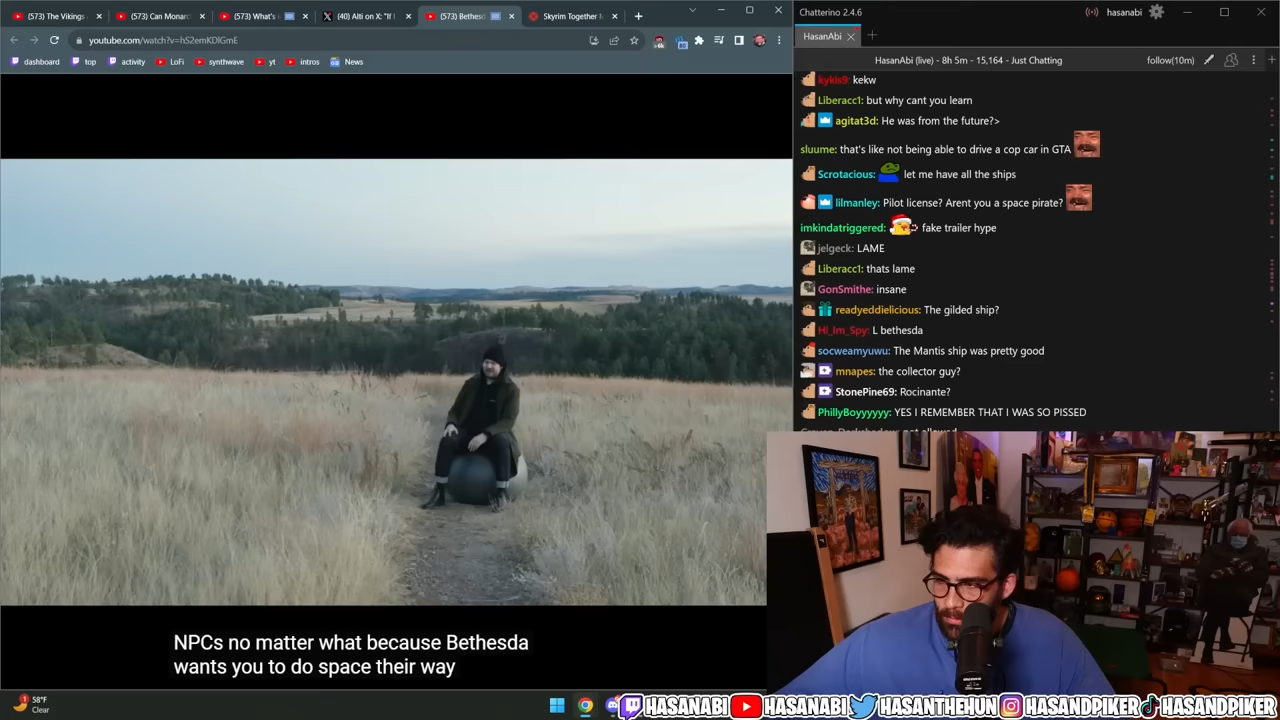 (573) The Vikings
(573) Can Monarc
(573) What's i
(40) Alti on X: "If I
(573) Bethesd
Skyrim Together M
Chatterino 2.4.6
hasanabi
youtube.com/watch?v=hS2emKDlGmE
HasanAbi
dashboard
top
activity
LoFi
synthwave
yt
intros
News
HasanAbi (live) - 8h 5m - 15,164 - Just Chatting
follow(10m)
kykis9: kekw
Liberacc1: but why cant you learn
agitat3d: He was from the future?>
sluume: that's like not being able to drive a cop car in GTA
Scrotacious: let me have all the ships
lilmanley: Pilot license? Arent you a space pirate?
imkindatriggered: fake trailer hype
jelgeck: LAME
Liberacc1: thats lame
GonSmithe: insane
readyeddielicious: The gilded ship?
Hi_Im_Spy: L bethesda
socweamyuwu: The Mantis ship was pretty good
mnapes: the collector guy?
StonePine69: Rocinante?
PhillyBoyyyyyy: YES I REMEMBER THAT I WAS SO PISSED
NPCs no matter what because Bethesda
wants you to do space their way
1
58°F
Clear
HASANABI
HASANABI
HASANTHEHUN
HASANDPIKER
HASANDPIKER